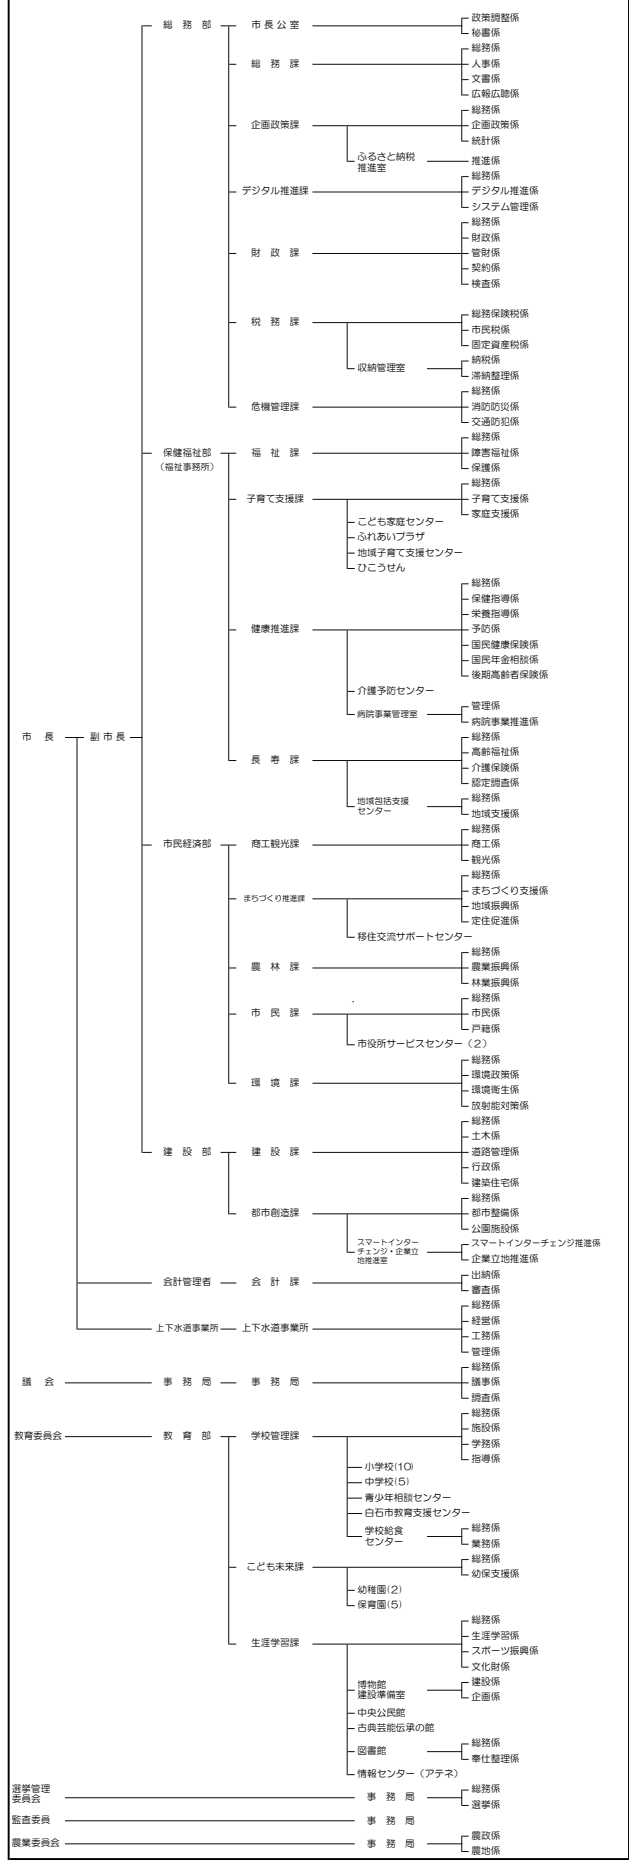 総務部 市長公室
政策調整係
秘書係
総務課
総務係
人事係
文書係
広報広聴係
企画政策課
総務係
企画政策係
統計係
ふるさと納税
推進室
推進係
デジタル推進課
総務係
デジタル推進係
システム管理係
財政課
総務係
財政係
管財係
契約係
検査係
税務課
総務保険税係
市民税係
固定資産税係
収納管理室
納税係
滞納整理係
危機管理課
総務係
消防防災係
交通防犯係
保健福祉部
(福祉事務所)
福祉課
総務係
障害福祉係
保護係
子育て支援課
総務係
子育て支援係
家庭支援係
こども家庭センター
ふれあいプラザ
地域子育て支援センター
ひこうせん
健康推進課
総務係
保健指導係
栄養指導係
予防係
国民健康保険係
国民年金相談係
後期高齢者保険係
介護予防センター
病院事業管理室
管理係
病院事業推進係
市長 副市長
長寿課
総務係
高齢福祉係
介護保険係
認定調査係
地域包括支援
センター
総務係
地域支援係
市民経済部 商工観光課
総務係
商工係
観光係
まちづくり推進課
総務係
まちづくり支援係
地域振興係
定住促進係
移住交流サポートセンター
農林課
総務係
農業振興係
林業振興係
市民課
総務係
市民係
戸籍係
市役所サービスセンター(2)
環境課
総務係
環境政策係
環境衛生係
放射能対策係
建設部 建設課
総務係
土木係
道路管理係
行政係
建築住宅係
都市創造課
総務係
都市整備係
公園施設係
スマートインター
チェンジ・企業立
地推進室
スマートインターチェンジ推進係
企業立地推進係
会計管理者 会計課
出納係
審査係
上下水道事業所 上下水道事業所
総務係
経営係
工務係
管理係
議会 事務局 事務局
総務係
議事係
調査係
教育委員会 教育部 学校管理課
総務係
施設係
学務係
指導係
小学校(10)
中学校(5)
青少年相談センター
白石市教育支援センター
学校給食
センター
総務係
業務係
こども未来課
総務係
幼保支援係
幼稚園(2)
保育園(5)
生涯学習課
総務係
生涯学習係
スポーツ振興係
文化財係
博物館
建設準備室
建設係
企画係
中央公民館
古典芸能伝承の館
図書館
総務係
奉仕整理係
情報センター(アテネ)
選挙管理
委員会
事務局
総務係
選挙係
監査委員 事務局
農業委員会 事務局
農政係
農地係